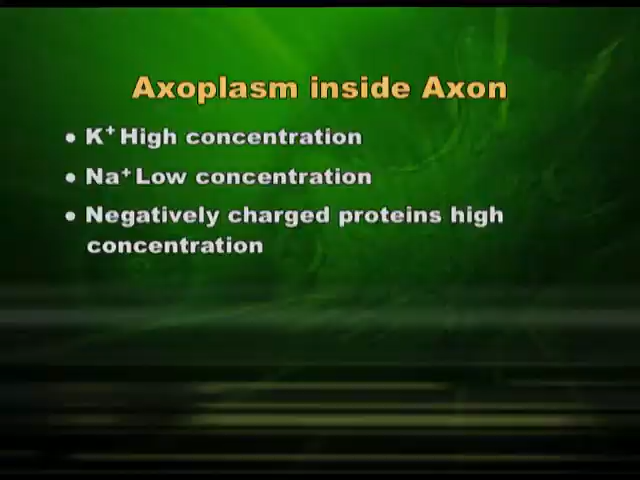 Axoplasm inside Axon
• K⁺ High concentration
• Na⁺ Low concentration
• Negatively charged proteins high
concentration